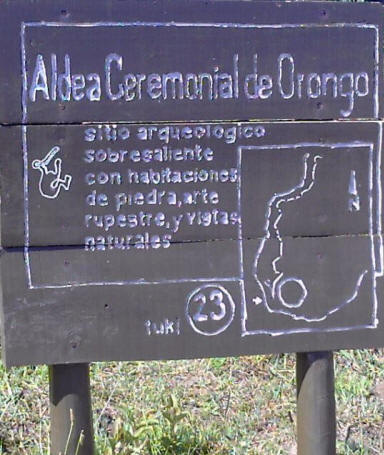 Aldea Ceremonial de Orongo
sitio arqueologico
sobresaliente
con habitaciones
de piedra, arte
rupestre, y vistas
naturales
N
tuki 23